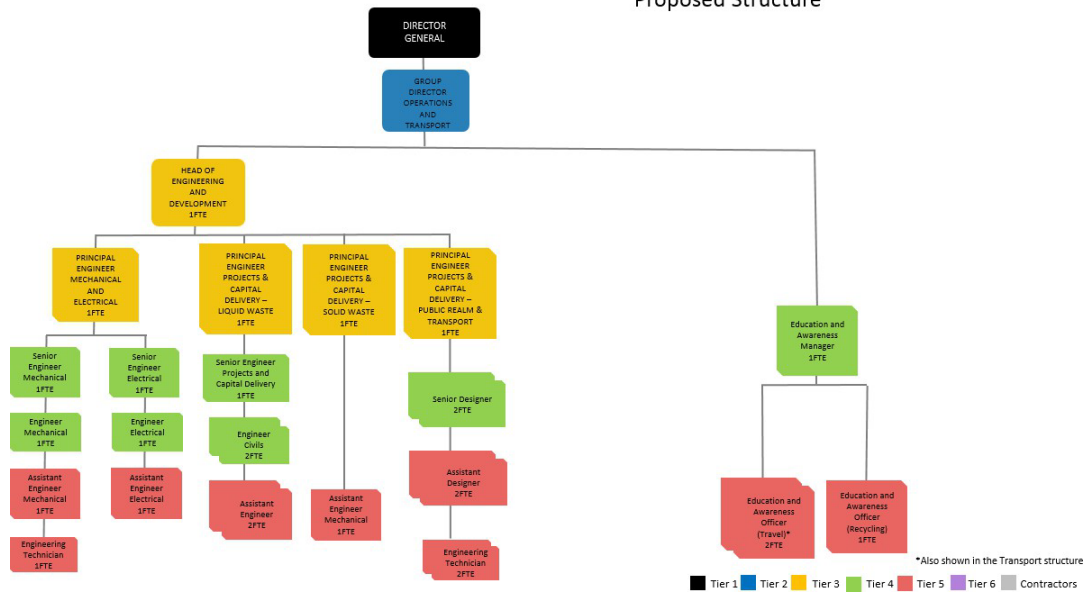 Proposed Structure
DIRECTOR
GENERAL
GROUP
DIRECTOR
OPERATIONS
AND
TRANSPORT
HEAD OF
ENGINEERING
AND
DEVELOPMENT
1FTE
PRINCIPAL
ENGINEER
MECHANICAL
AND
ELECTRICAL
1FTE
PRINCIPAL
ENGINEER
PROJECTS &
CAPITAL
DELIVERY –
LIQUID WASTE
1FTE
PRINCIPAL
ENGINEER
PROJECTS &
CAPITAL
DELIVERY –
SOLID WASTE
1FTE
PRINCIPAL
ENGINEER
PROJECTS &
CAPITAL
DELIVERY –
PUBLIC REALM &
TRANSPORT
1FTE
Education and
Awareness
Manager
1FTE
Senior
Engineer
Mechanical
1FTE
Senior
Engineer
Electrical
1FTE
Senior Engineer
Projects and
Capital Delivery
1FTE
Senior Designer
2FTE
Engineer
Mechanical
1FTE
Engineer
Electrical
1FTE
Engineer
Civils
2FTE
Assistant
Engineer
Mechanical
1FTE
Assistant
Engineer
Electrical
1FTE
Assistant
Engineer
2FTE
Assistant
Engineer
Mechanical
1FTE
Assistant
Designer
2FTE
Engineering
Technician
1FTE
Engineering
Technician
2FTE
Education and
Awareness
Officer
(Travel)*
2FTE
Education and
Awareness
Officer
(Recycling)
1FTE
*Also shown in the Transport structure
Tier 1 Tier 2 Tier 3 Tier 4 Tier 5 Tier 6 Contractors